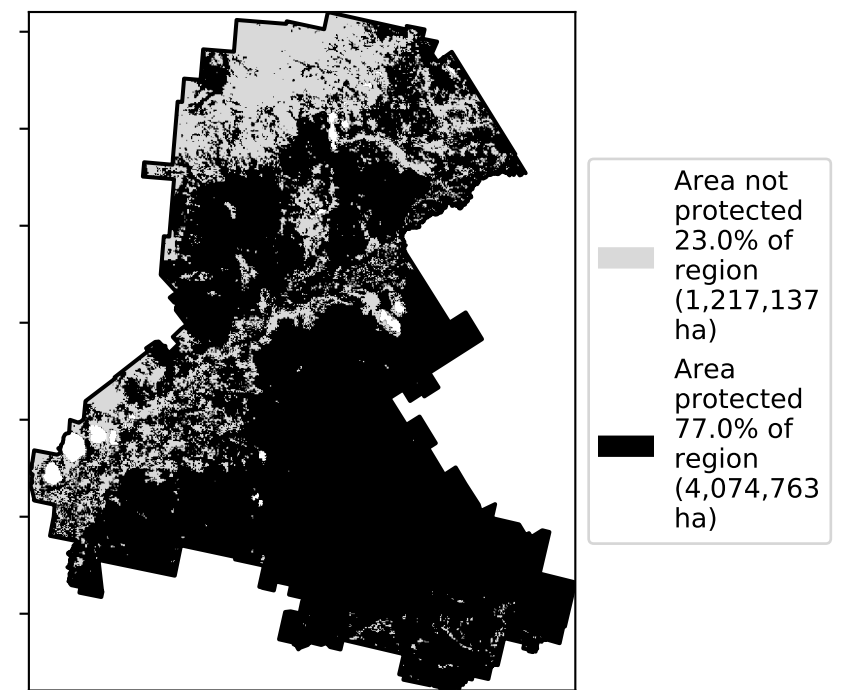 Area not
protected
23.0% of
region
(1,217,137
ha)
Area
protected
77.0% of
region
(4,074,763
ha)